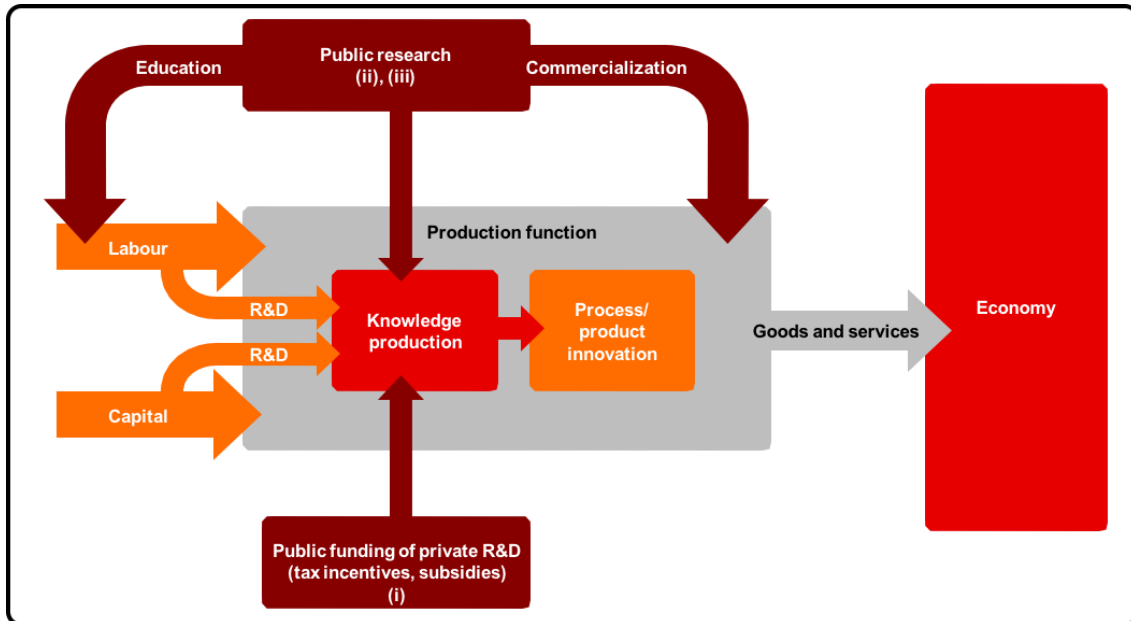 Education
Public research
(ii), (iii)
Commercialization
Production function
Labour
R&D
Knowledge
production
Process/
product
innovation
R&D
Capital
Goods and services
Economy
Public funding of private R&D
(tax incentives, subsidies)
(i)